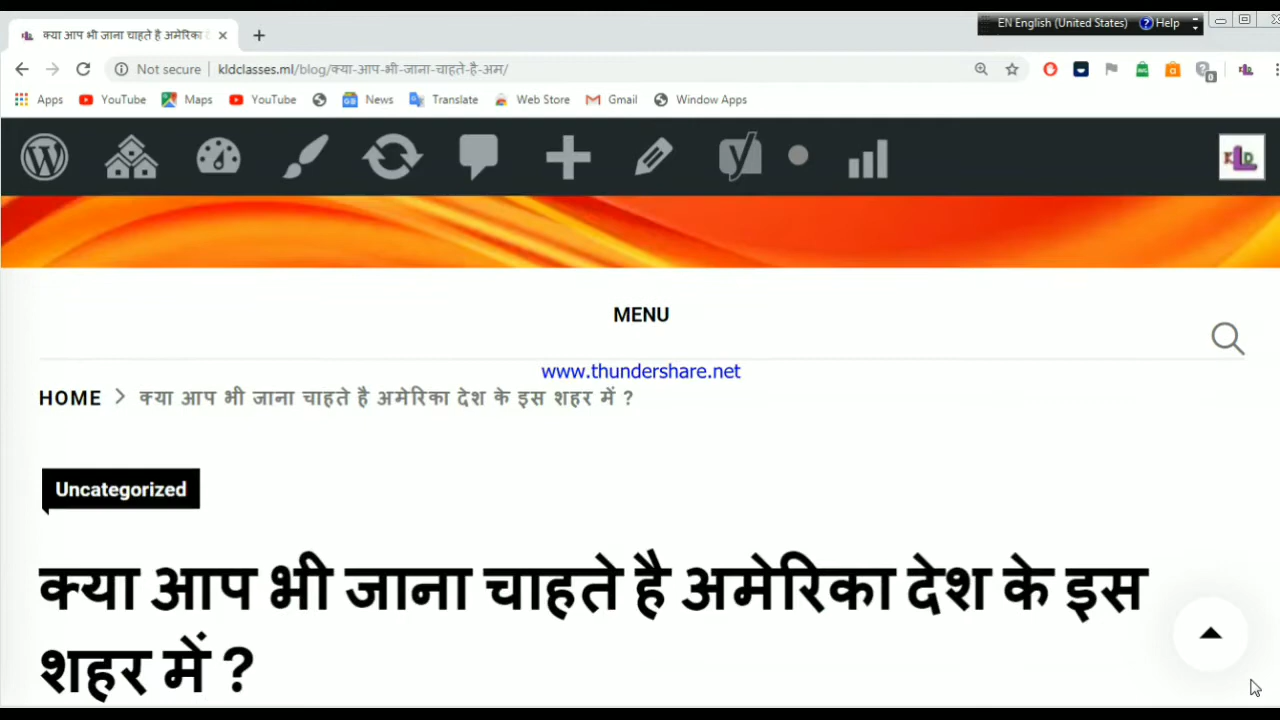 EN English (United States) Help
क्या आप भी जाना चाहते है अमेरिका
Not secure kldclasses.ml/blog/क्या-आप-भी-जाना-चाहते-है-अम/
Apps YouTube Maps YouTube News Translate Web Store Gmail Window Apps
KLD
MENU
www.thundershare.net
HOME > क्या आप भी जाना चाहते है अमेरिका देश के इस शहर में ?
Uncategorized
क्या आप भी जाना चाहते है अमेरिका देश के इस
शहर में ?